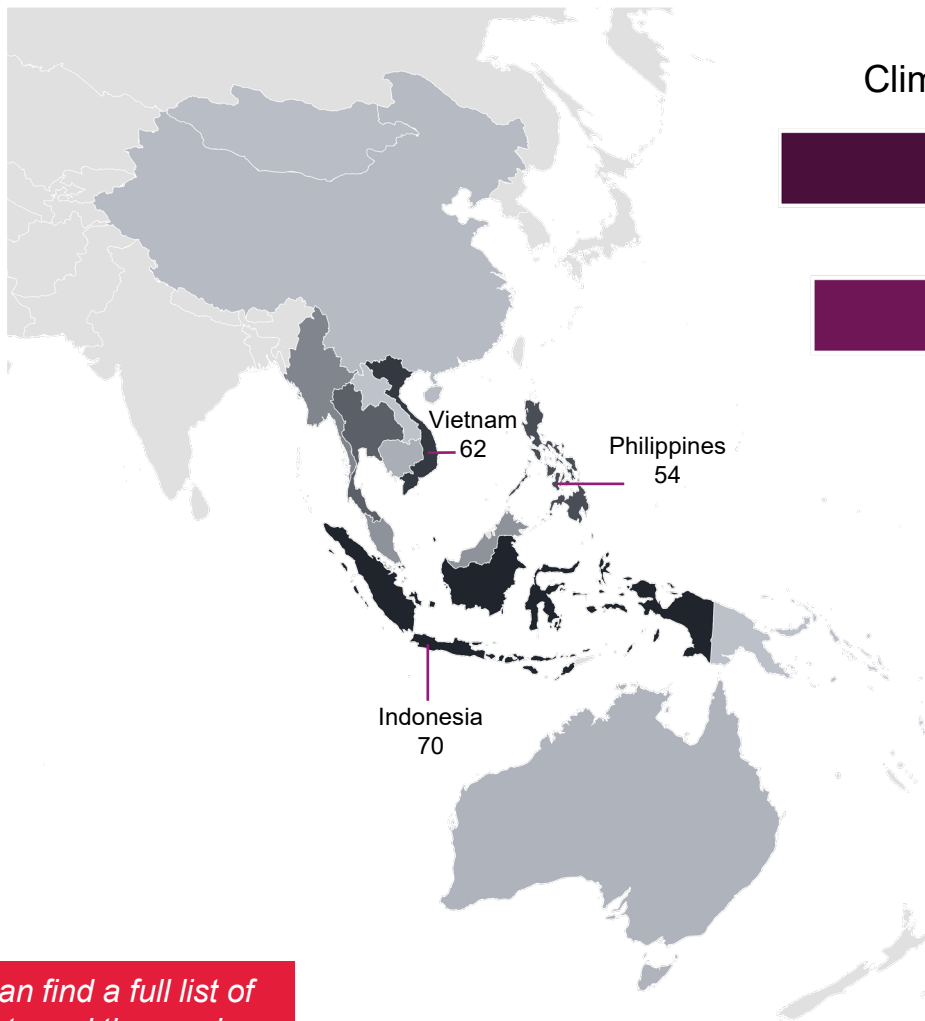 Clim
Vietnam
62
Philippines
54
Indonesia
70
an find a full list of